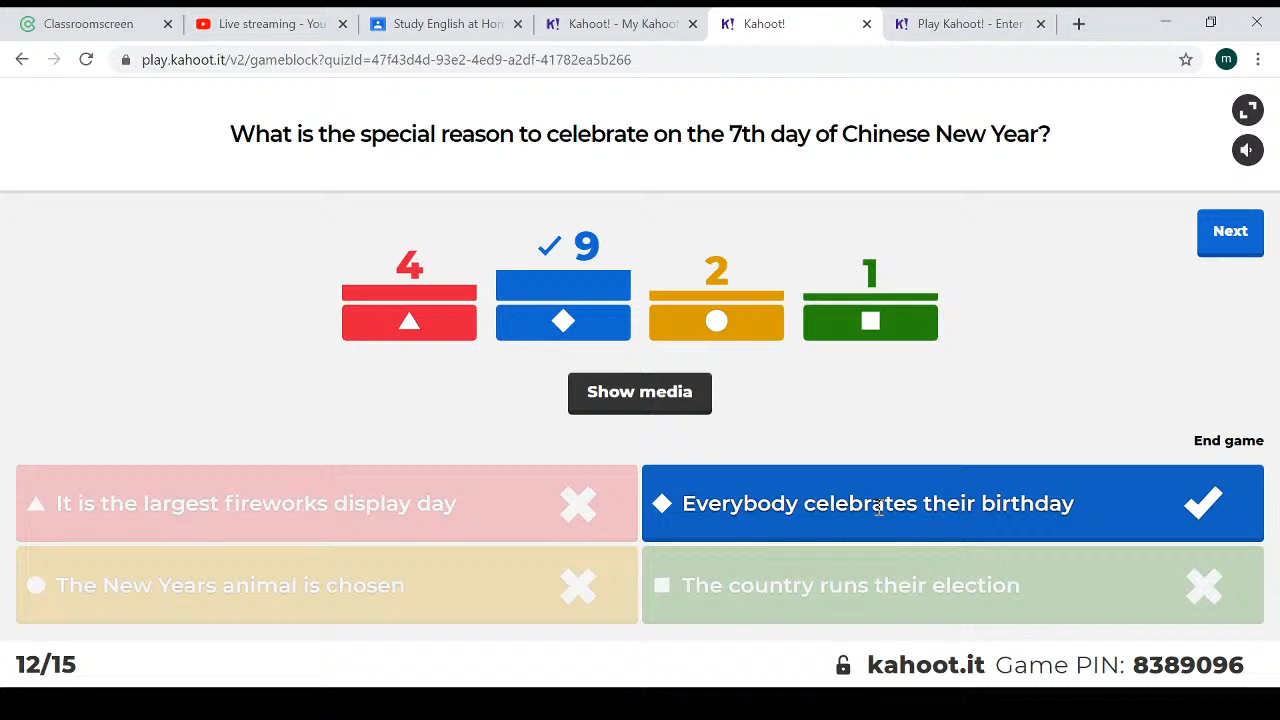 Classroomscreen
Live streaming - You
Study English at Hom
K! Kahoot! - My Kahoot
K! Kahoot!
K! Play Kahoot! - Enter
play.kahoot.it/v2/gameblock?quizId=47f43d4d-93e2-4ed9-a2df-41782ea5b266
m
What is the special reason to celebrate on the 7th day of Chinese New Year?
Next
4
9
2
1
Show media
End game
It is the largest fireworks display day
Everybody celebrates their birthday
The New Years animal is chosen
The country runs their election
12/15
kahoot.it Game PIN: 8389096